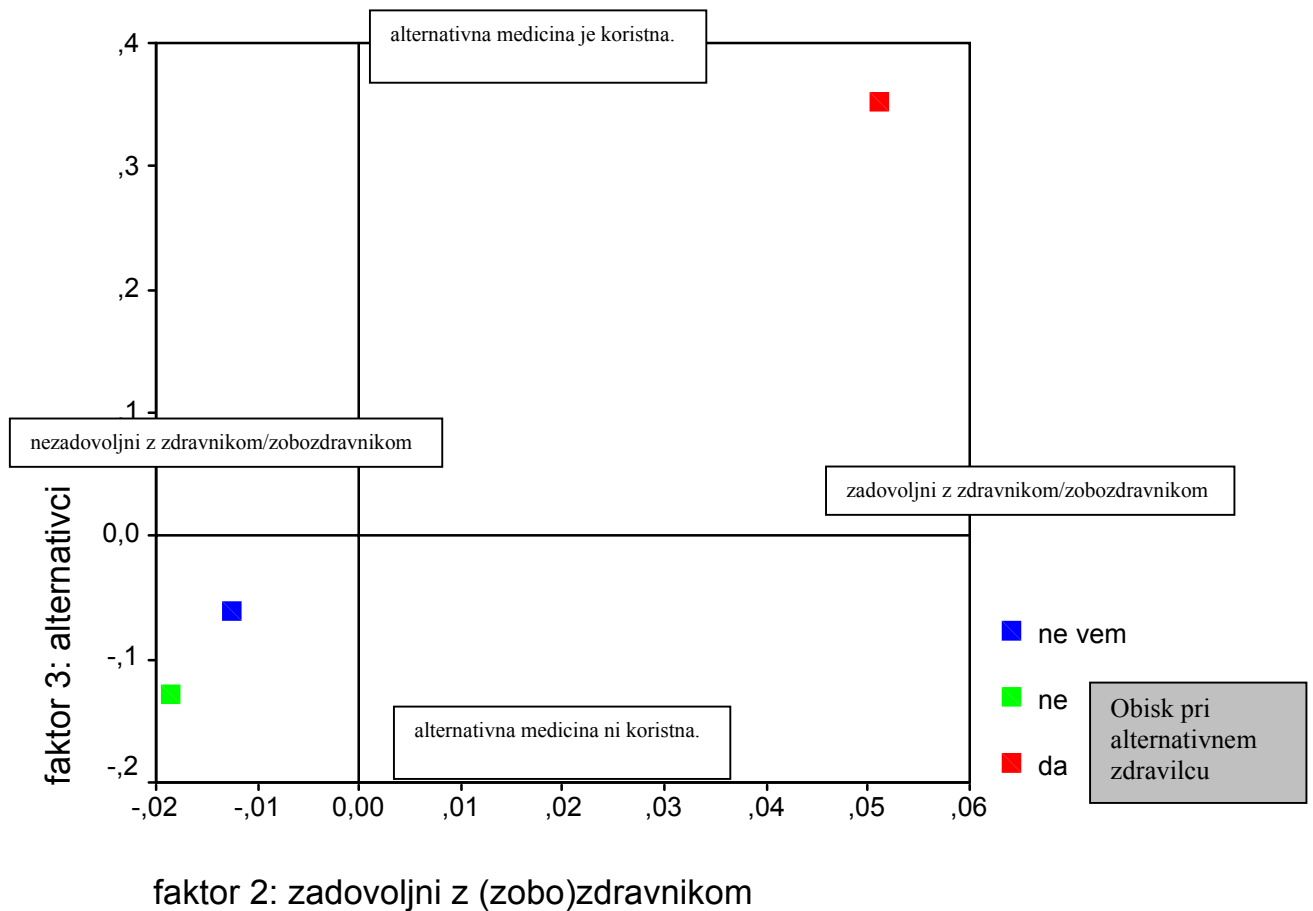 alternativna medicina je koristna.
,4
,3
,2
,1
nezadovoljni z zdravnikom/zobozdravnikom
zadovoljni z zdravnikom/zobozdravnikom
0,0
-,1
-,2
faktor 3: alternativci
alternativna medicina ni koristna.
ne vem
ne
da
Obisk pri
alternativnem
zdravilcu
-,02 -,01 0,00 ,01 ,02 ,03 ,04 ,05 ,06
faktor 2: zadovoljni z (zobo)zdravnikom